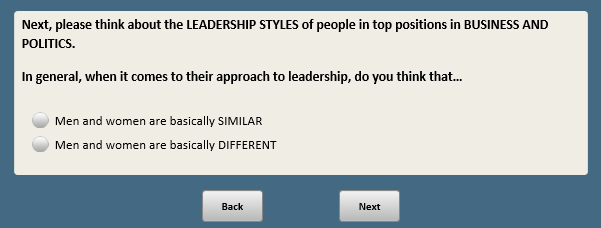 Next, please think about the LEADERSHIP STYLES of people in top positions in BUSINESS AND
POLITICS.
In general, when it comes to their approach to leadership, do you think that...
Men and women are basically SIMILAR
Men and women are basically DIFFERENT
Back
Next